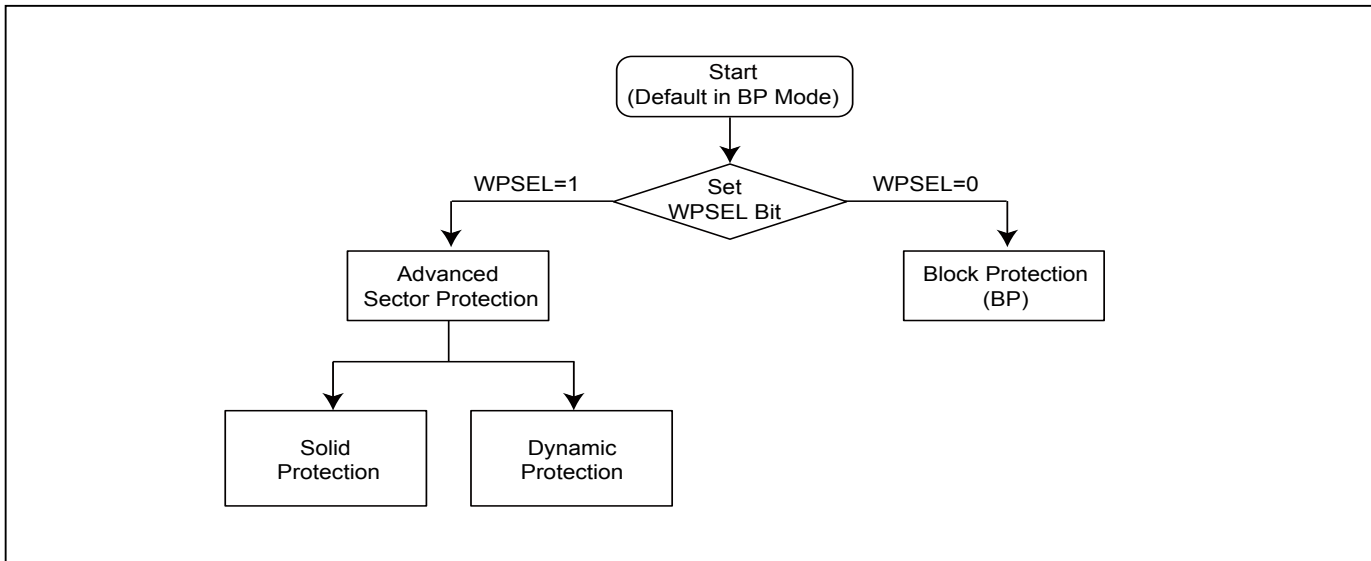 Start
(Default in BP Mode)
WPSEL=1
Set
WPSEL Bit
WPSEL=0
Advanced
Sector Protection
Block Protection
(BP)
Solid
Protection
Dynamic
Protection